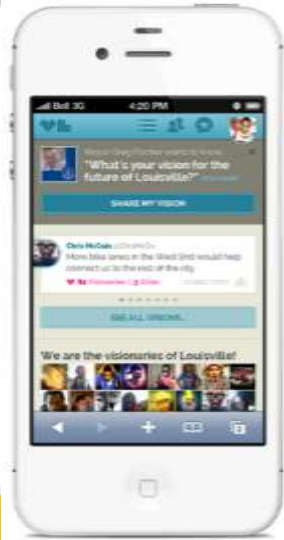 Bell 3G 4:20 PM
"What's your vision for the
future of Louisville?"
SHARE MY VISION
Chris McCain
More bike lanes in the West End would help
connect us to the rest of the city.
SEE ALL VISIONS...
We are the visionaries of Louisville!